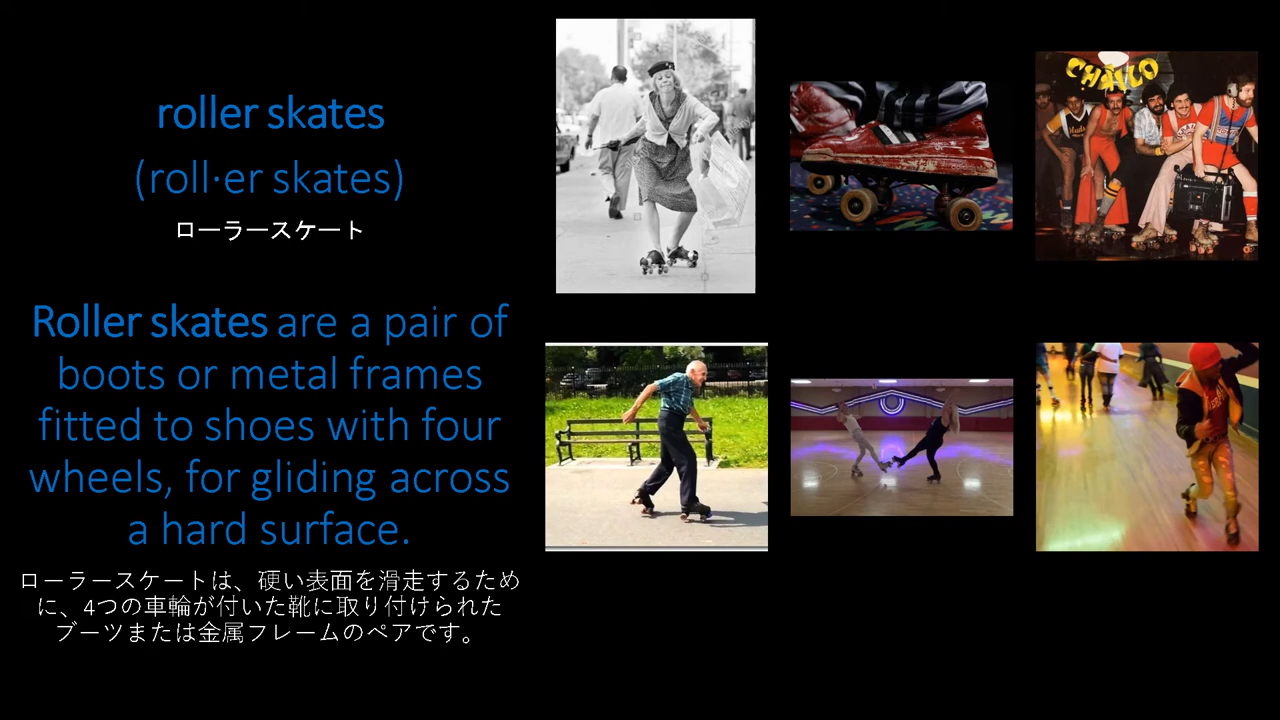 roller skates
(roll·er skates)
ローラースケート
Roller skates are a pair of
boots or metal frames
fitted to shoes with four
wheels, for gliding across
a hard surface.
ローラースケートは、硬い表面を滑走するため
に、4つの車輪が付いた靴に取り付けられた
ブーツまたは金属フレームのペアです。